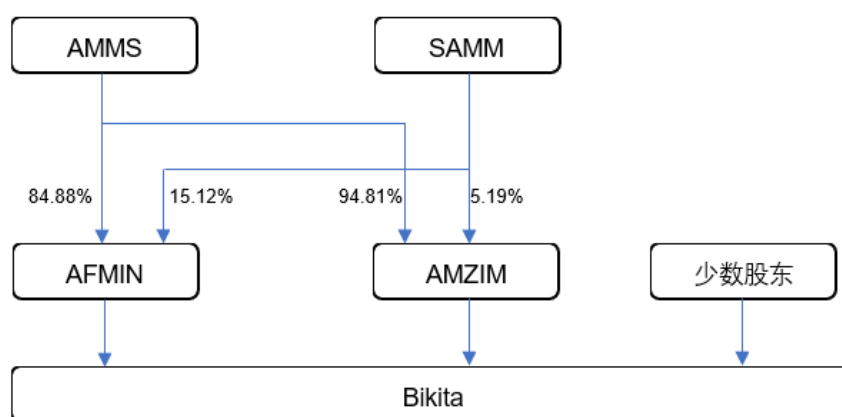 AMMS SAMM
84.88% 15.12% 94.81% 5.19%
AFMIN AMZIM 少数股东
Bikita